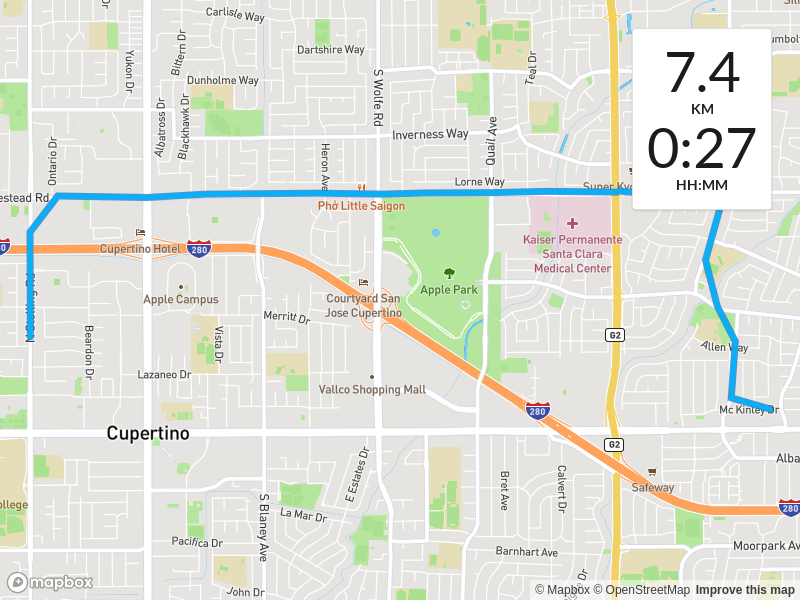 Carlisle Way
Dartshire Way
Bittern Dr
Yukon Dr
S Wolfe Rd
Teal Dr
Dunholme Way
7.4
KM
0:27
HH:MM
Albatross Dr
Blackhawk Dr
Inverness Way
Quail Ave
Ontario Dr
Heron Ave
Lorne Way
Super Kyo
estead Rd
Phở Little Saigon
Kaiser Permanente
Santa Clara
Medical Center
Cupertino Hotel
280
Apple Park
Apple Campus
Courtyard San
Jose Cupertino
Merritt Dr
G2
Allen Way
Beardon Dr
Vista Dr
Lazaneo Dr
Vallco Shopping Mall
280
Mc Kinley Dr
Cupertino
G2
Alba
E Estates Dr
S Blaney Ave
Bret Ave
Calvert Dr
Safeway
College
La Mar Dr
280
Pacifica Dr
Barnhart Ave
Moorpark Av
John Dr
mapbox
© Mapbox © OpenStreetMap Improve this map